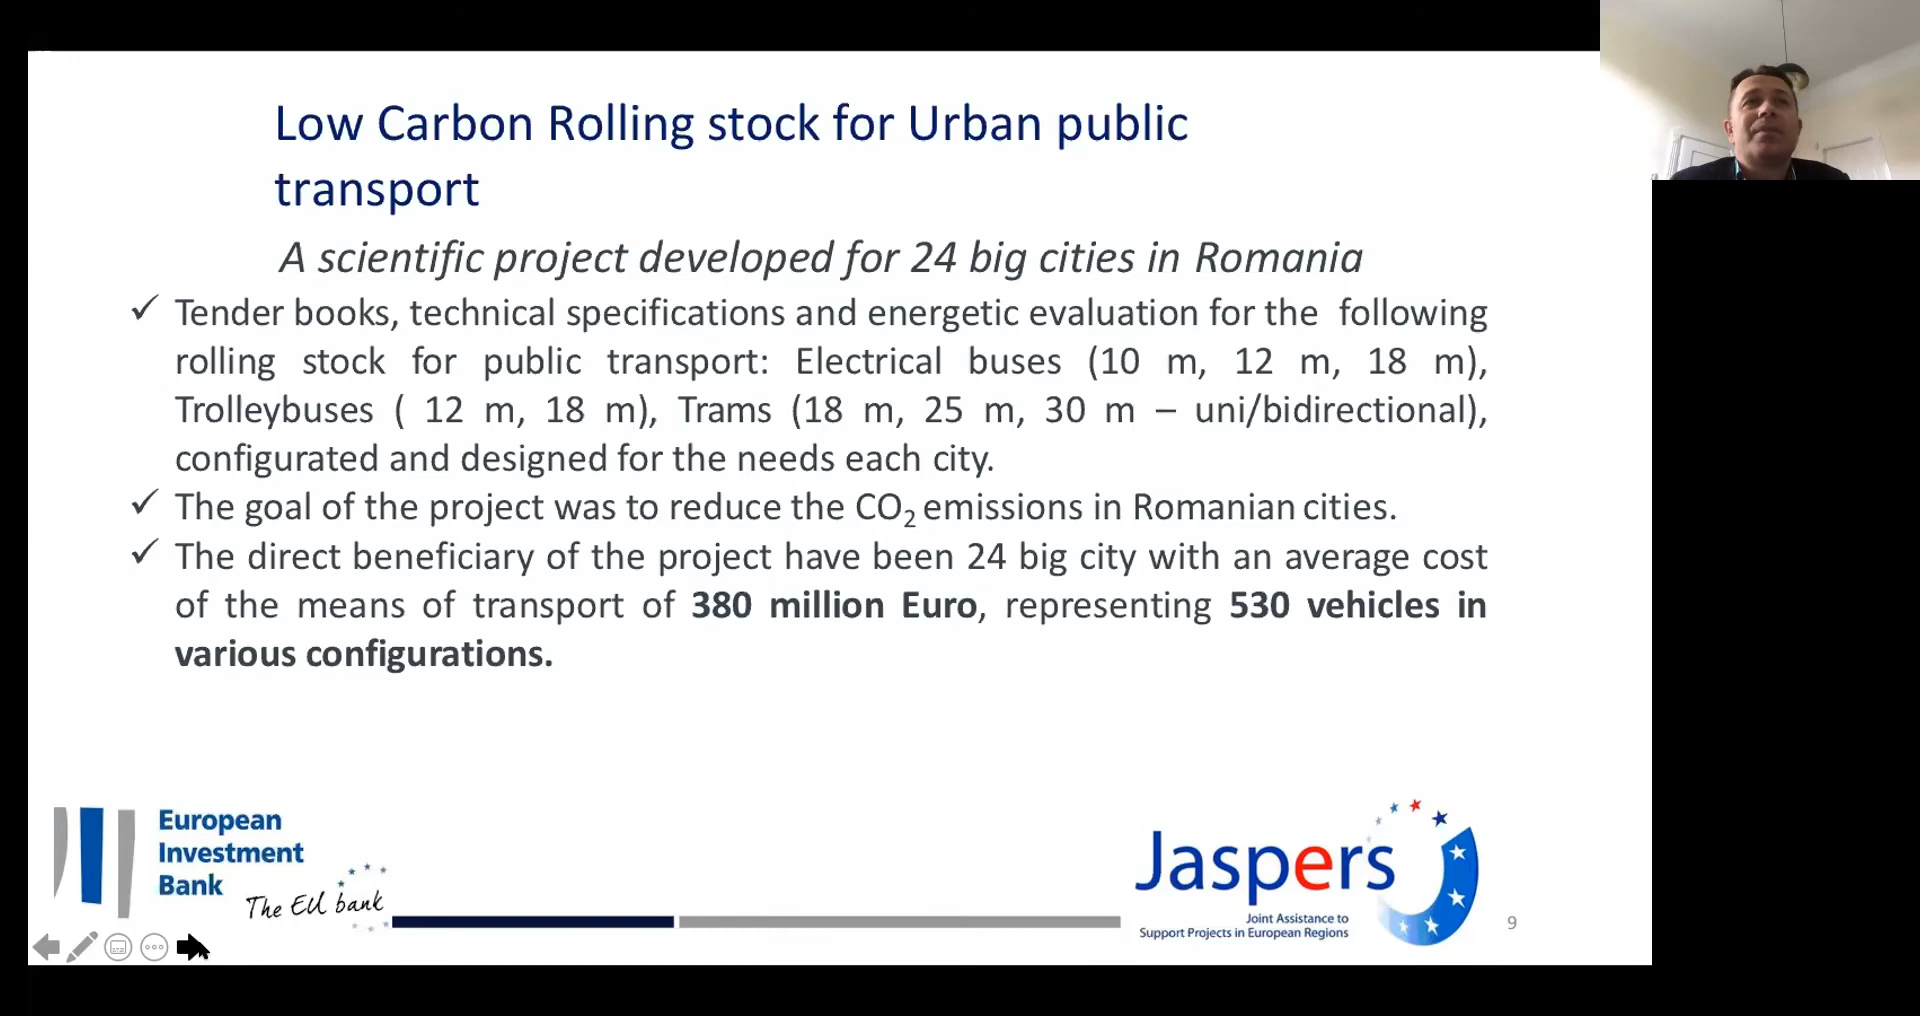 Low Carbon Rolling stock for Urban public
transport
A scientific project developed for 24 big cities in Romania
✓ Tender books, technical specifications and energetic evaluation for the following
rolling stock for public transport: Electrical buses (10 m, 12 m, 18 m),
Trolleybuses ( 12 m, 18 m), Trams (18 m, 25 m, 30 m – uni/bidirectional),
configurated and designed for the needs each city.
✓ The goal of the project was to reduce the CO₂ emissions in Romanian cities.
✓ The direct beneficiary of the project have been 24 big city with an average cost
of the means of transport of 380 million Euro, representing 530 vehicles in
various configurations.
European
Investment
Bank
The EU bank
Jaspers
Joint Assistance to
Support Projects in European Regions
9